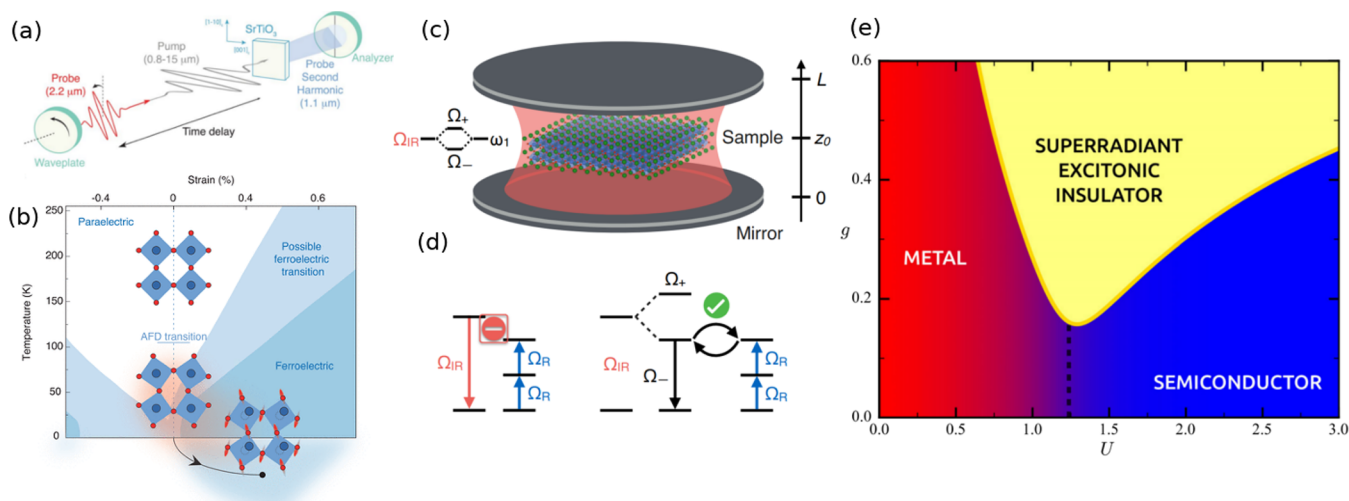 (a)
[1-10]c
SrTiO3
[001]c
Pump
(0.8-15 μm)
Analyzer
Probe
Second
Harmonic
(1.1 μm)
Probe
(2.2 μm)
Time delay
Waveplate
(b)
Strain (%)
-0.4 0 0.4 0.6
Temperature (K)
250
200
150
100
50
0
Paraelectric
Possible
ferroelectric
transition
AFD transition
Ferroelectric
(c)
L
z0
0
Sample
Mirror
ΩIR
Ω+
Ω−
ω1
(d)
ΩIR
ΩR
ΩR
Ω+
ΩIR
Ω−
ΩR
ΩR
(e)
g
0.6
0.4
0.2
0.0
SUPERRADIANT
EXCITONIC
INSULATOR
METAL
SEMICONDUCTOR
0.0 0.5 1.0 1.5 2.0 2.5 3.0
U